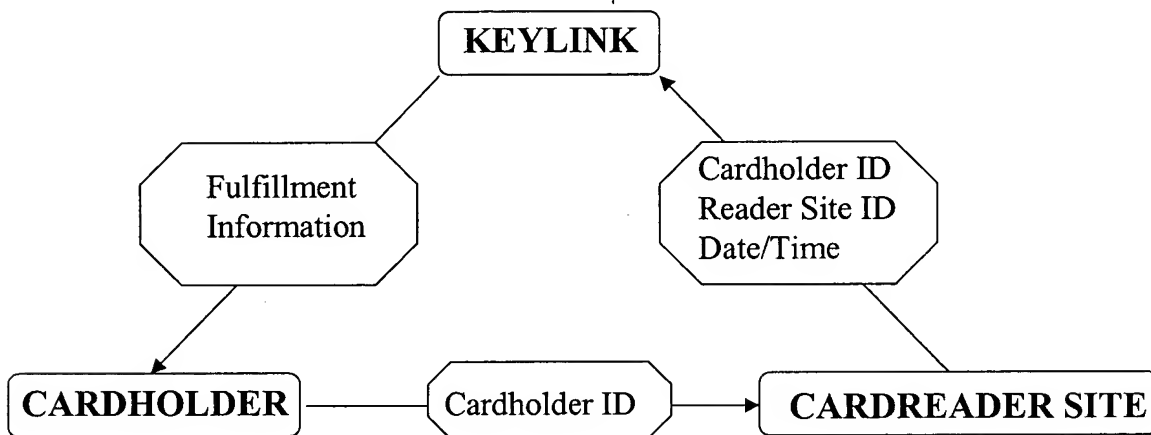 KEYLINK
Fulfillment
Information
Cardholder ID
Reader Site ID
Date/Time
CARDHOLDER
Cardholder ID
CARDREADER SITE